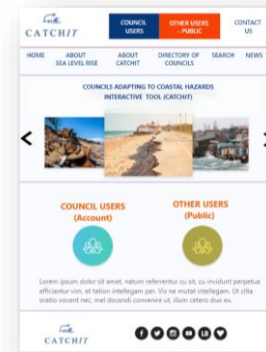 CATCHIT
COUNCIL USERS
OTHER USERS - PUBLIC
CONTACT US
HOME
ABOUT SEA LEVEL RISE
ABOUT CATCHIT
DIRECTORY OF COUNCILS
SEARCH
NEWS
COUNCILS ADAPTING TO COASTAL HAZARDS
INTERACTIVE TOOL (CATCHIT)
COUNCIL USERS
(Account)
OTHER USERS
(Public)
Lorem ipsum dolor sit amet, natum referrentur cu sit, cu invidunt perpetua
efficiantur vim, et tation intellegam per. Vis ne mutat intellegam. Ut clita
oratio vocent nec, mel docendi convenire ut, illum cetero duo eu.
CATCHIT